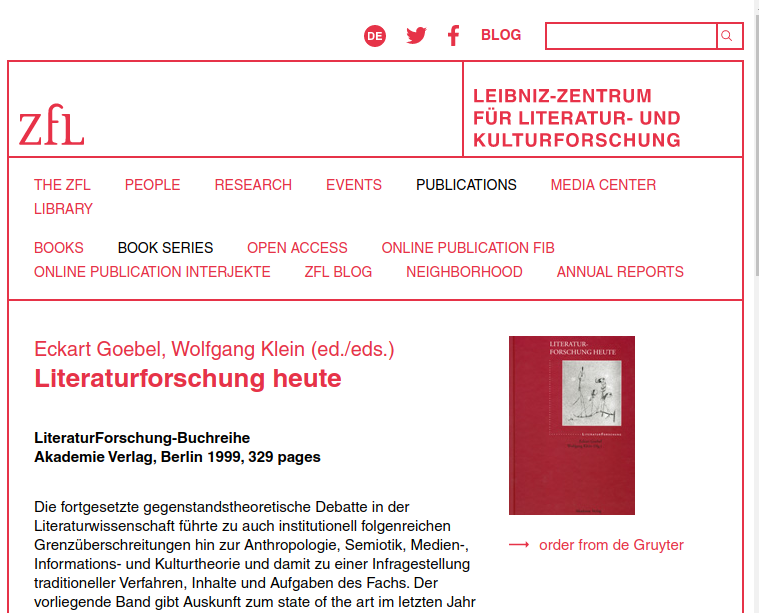 DE
BLOG
ZfL
LEIBNIZ-ZENTRUM
FÜR LITERATUR- UND
KULTURFORSCHUNG
THE ZFL PEOPLE RESEARCH EVENTS PUBLICATIONS MEDIA CENTER
LIBRARY
BOOKS BOOK SERIES OPEN ACCESS ONLINE PUBLICATION FIB
ONLINE PUBLICATION INTERJEKTE ZFL BLOG NEIGHBORHOOD ANNUAL REPORTS
Eckart Goebel, Wolfgang Klein (ed./eds.)
Literaturforschung heute
LiteraturForschung-Buchreihe
Akademie Verlag, Berlin 1999, 329 pages
Die fortgesetzte gegenstandstheoretische Debatte in der
Literaturwissenschaft führte zu auch institutionell folgenreichen
Grenzüberschreitungen hin zur Anthropologie, Semiotik, Medien-,
Informations- und Kulturtheorie und damit zu einer Infragestellung
traditioneller Verfahren, Inhalte und Aufgaben des Fachs. Der
vorliegende Band gibt Auskunft zum state of the art im letzten Jahr
LITERATUR-
FORSCHUNG HEUTE
order from de Gruyter